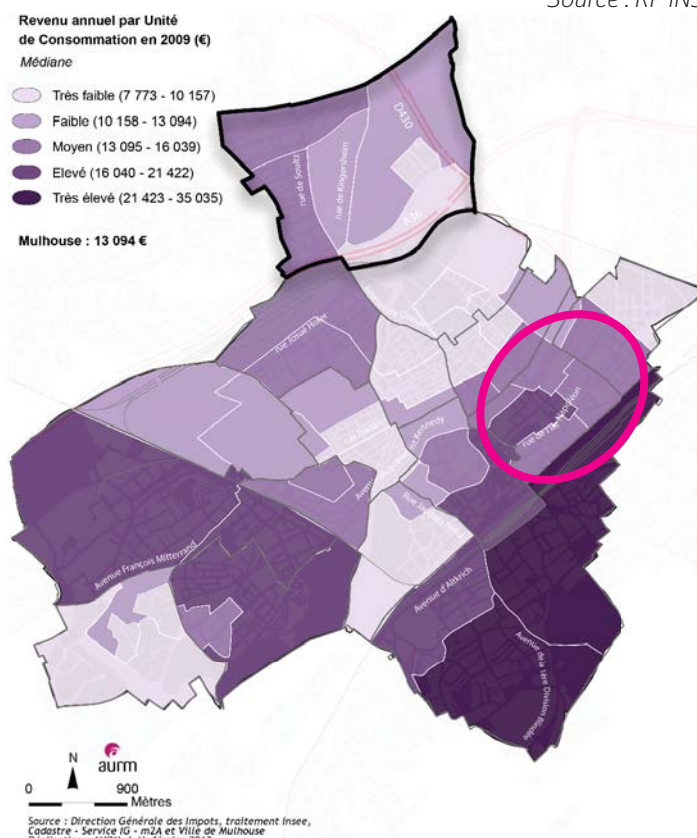 Source : RP INS
Revenu annuel par Unité
de Consommation en 2009 (€)
Médiane
Très faible (7 773 - 10 157)
Faible (10 158 - 13 094)
Moyen (13 095 - 16 039)
Elevé (16 040 - 21 422)
Très élevé (21 423 - 35 035)
Mulhouse : 13 094 €
D430
rue de Soultz
rue de Kingersheim
A36
rue Josué Hofer
rue de l'Ile Napoléon
Kennedy
Avenue François Mitterrand
Avenue d'Altkirch
Avenue de la 1ère Division Blindée
N
aurm
0 900
Mètres
Source : Direction Générale des Impots, traitement Insee,
Cadastre - Service IG - m2A et Ville de Mulhouse